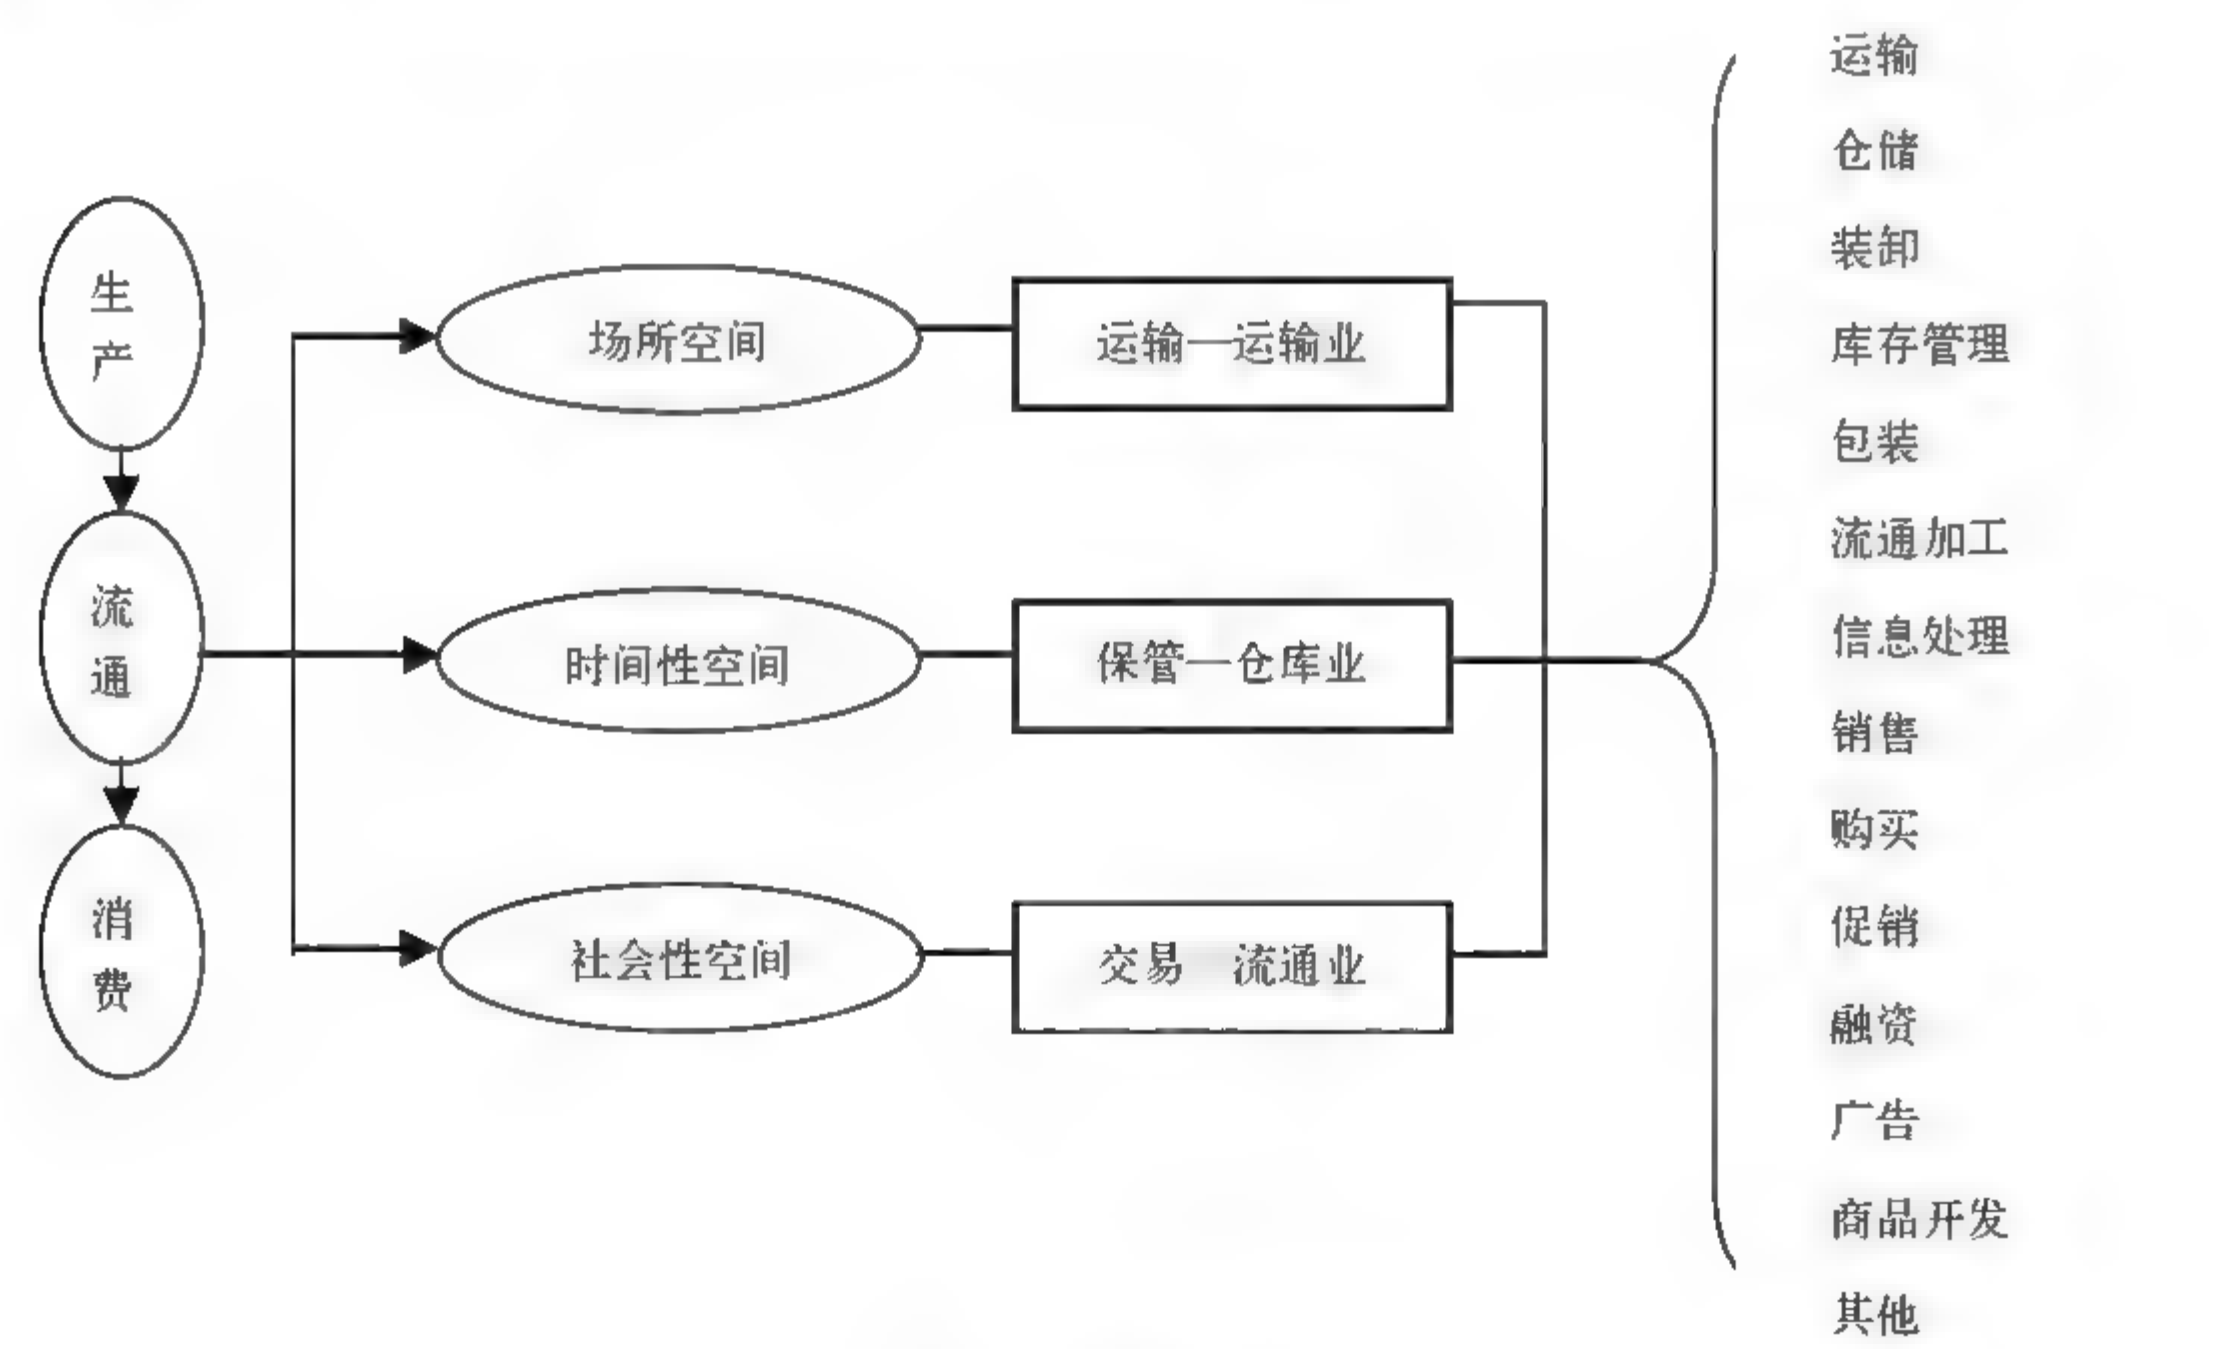 生
产
流
通
消
费
场所空间
时间性空间
社会性空间
运输—运输业
保管—仓库业
交易 流通业
运输
仓储
装卸
库存管理
包装
流通加工
信息处理
销售
购买
促销
融资
广告
商品开发
其他